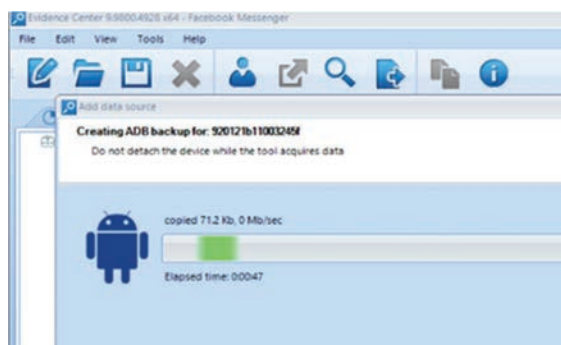 Evidence Center 9.9800.4928 x64 - Facebook Messenger
File Edit View Tools Help
Add data source
Creating ADB backup for: 920121b11003245f
Do not detach the device while the tool acquires data
copied 71.2 Kb, 0 Mb/sec
Elapsed time: 0:00:47